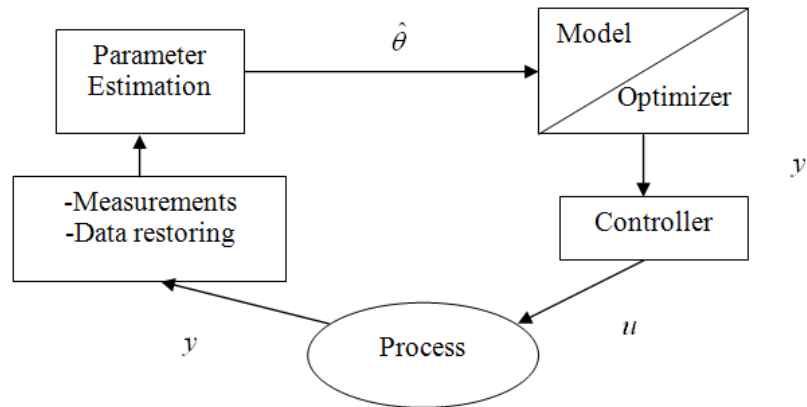 Parameter
Estimation
θ̂
Model
Optimizer
y
-Measurements
-Data restoring
Controller
u
y
Process